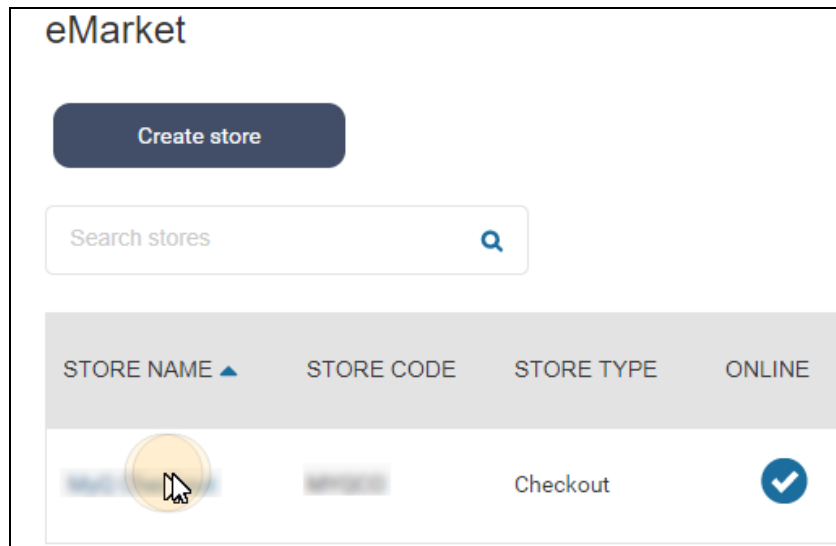 eMarket
Create store
Search stores
STORE NAME STORE CODE STORE TYPE ONLINE
Checkout